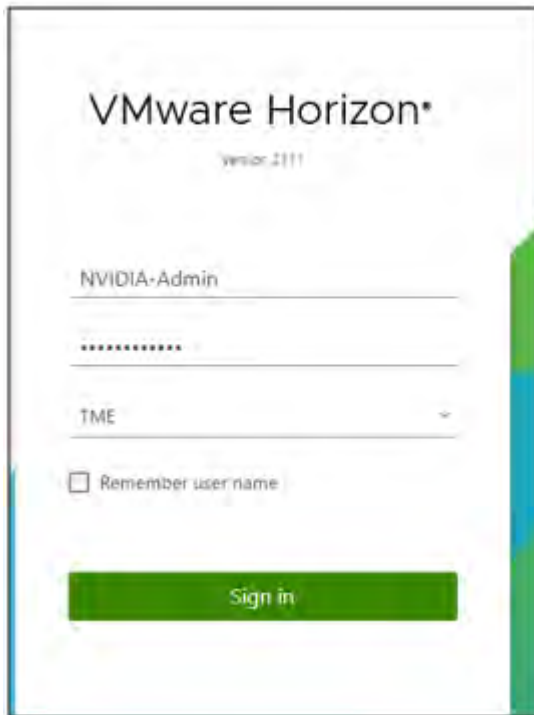 VMware Horizon®
Version 2111
NVIDIA-Admin
••••••••••••
TME
Remember user name
Sign in